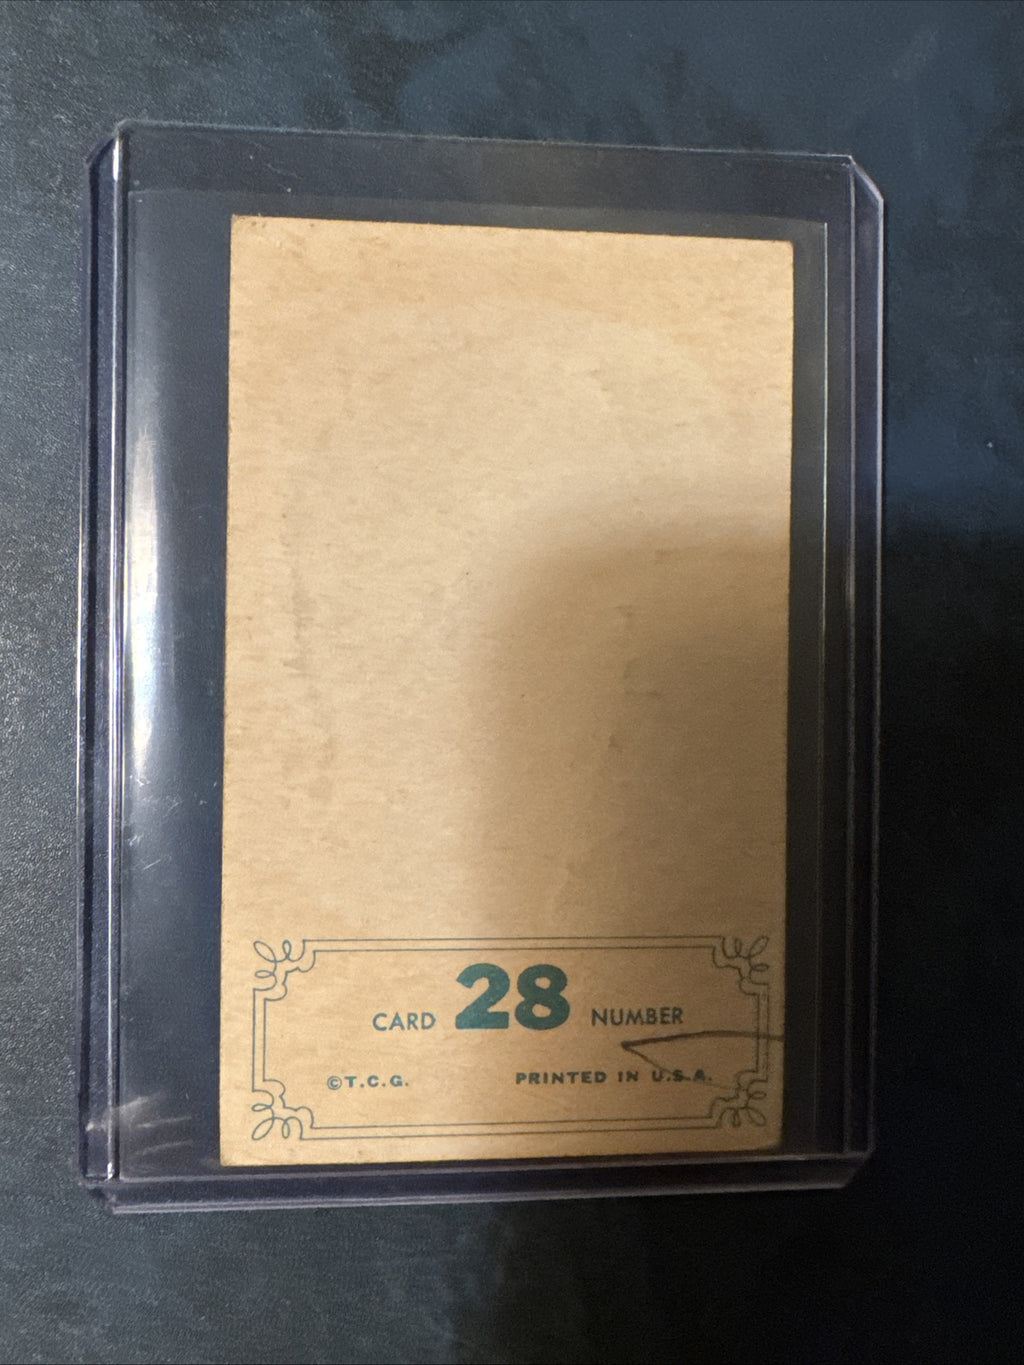 CARD 28 NUMBER
©T.C.G. PRINTED IN U.S.A.